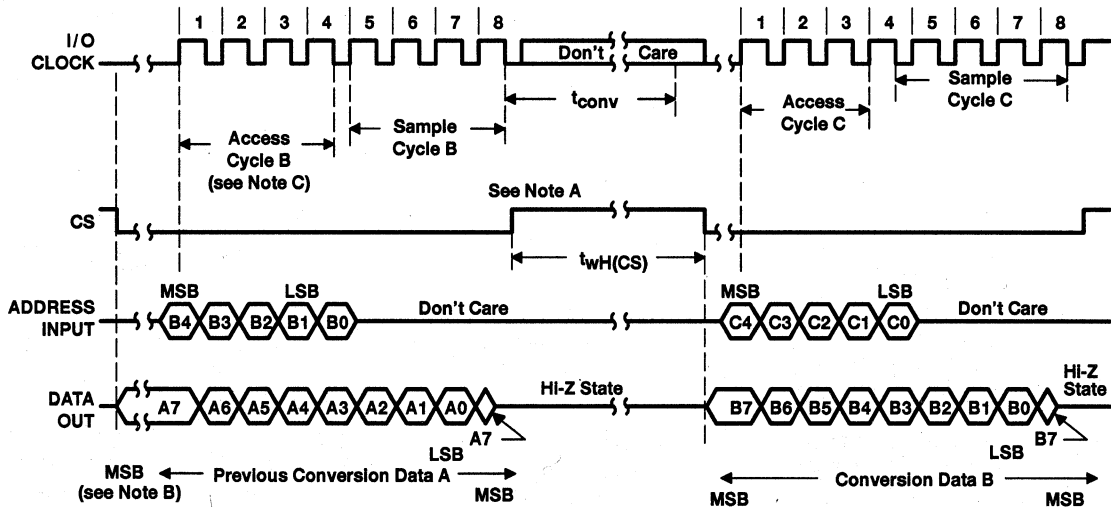 1 2 3 4 5 6 7 8 1 2 3 4 5 6 7 8
I/O
CLOCK
Don't Care
tconv
Access
Cycle B
(see Note C)
Sample
Cycle B
Access
Cycle C
Sample
Cycle C
See Note A
CS
twH(CS)
MSB LSB MSB LSB
ADDRESS
INPUT
B4 B3 B2 B1 B0 Don't Care C4 C3 C2 C1 C0 Don't Care
Hi-Z State
Hi-Z
State
DATA
OUT
A7 A6 A5 A4 A3 A2 A1 A0 B7 B6 B5 B4 B3 B2 B1 B0
A7 B7
LSB LSB
MSB
(see Note B)
Previous Conversion Data A
MSB
MSB
Conversion Data B
MSB